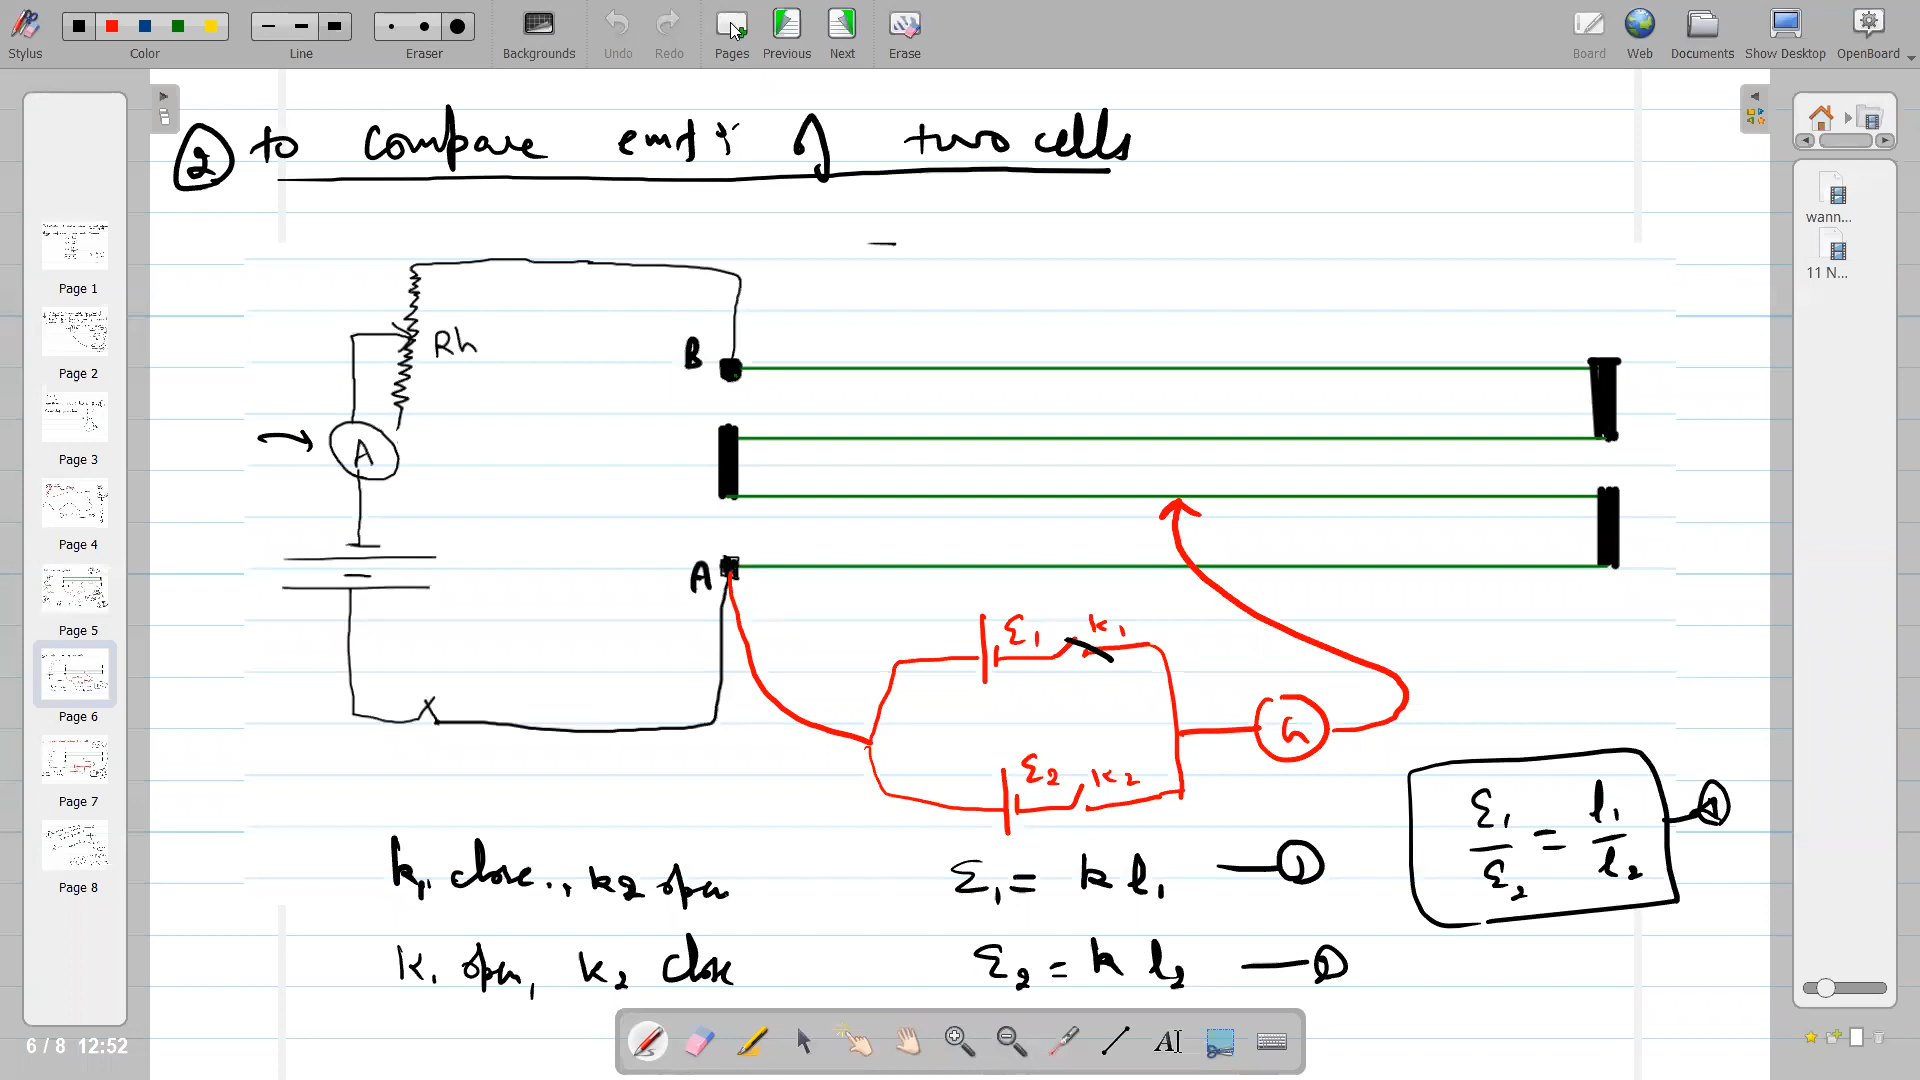 Stylus
Color
Line
Eraser
Backgrounds
Undo
Redo
Pages
Previous
Next
Erase
Board
Web
Documents
Show Desktop
OpenBoard
② to compare emf's of two cells
Rh
B
A
A
ε1 k1
G
ε2 k2
k1, close., k2 open ε1 = k l1 — ①
k1 open, k2 close ε2 = k l2
ε1/ε2 = l1/l2
Page 1
Page 2
Page 3
Page 4
Page 5
Page 6
Page 7
Page 8
6 / 8 12:52
wann...
11 N...